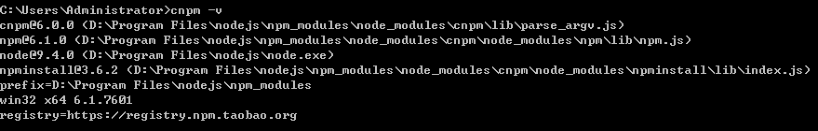 C:\Users\Administrator>cnpm -v
cnpm@6.0.0 (D:\Program Files\nodejs\npm_modules\node_modules\cnpm\lib\parse_argv.js)
npm@6.1.0 (D:\Program Files\nodejs\npm_modules\node_modules\cnpm\node_modules\npm\lib\npm.js)
node@9.4.0 (D:\Program Files\nodejs\node.exe)
npminstall@3.6.2 (D:\Program Files\nodejs\npm_modules\node_modules\cnpm\node_modules\npminstall\lib\index.js)
prefix=D:\Program Files\nodejs\npm_modules
win32 x64 6.1.7601
registry=https://registry.npm.taobao.org